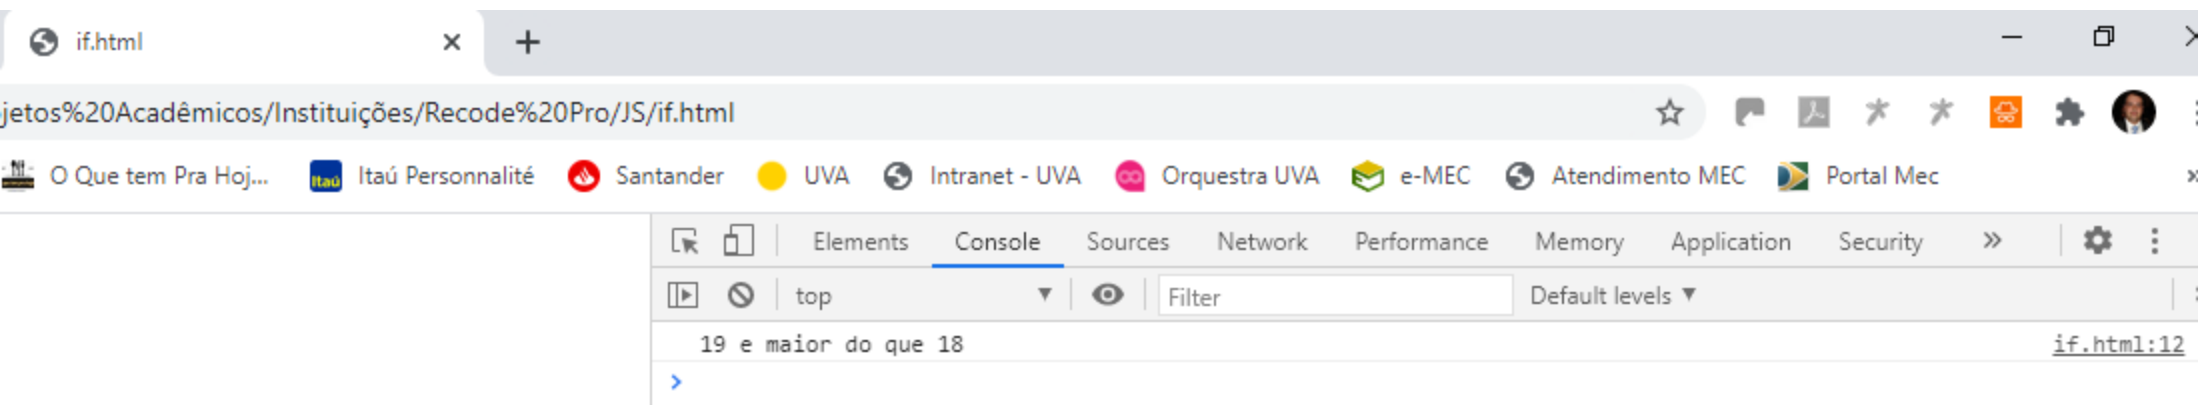 if.html
jetos%20Acadêmicos/Instituições/Recode%20Pro/JS/if.html
O Que tem Pra Hoj... Itaú Itaú Personnalité Santander UVA Intranet - UVA Orquestra UVA e-MEC Atendimento MEC Portal Mec »
Elements Console Sources Network Performance Memory Application Security »
top Filter Default levels
19 e maior do que 18 if.html:12